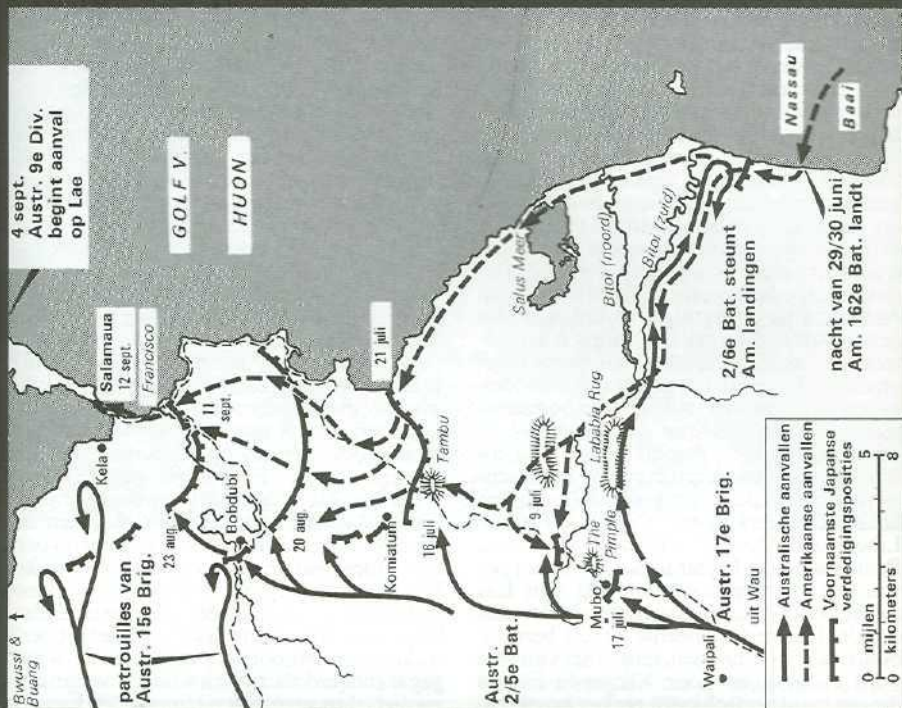 4 sept.
Austr. 9e Div.
begint aanval
op Lae
Bwussi &
Buang
GOLF V.
HUON
Salamaua
12 sept.
Francisco
Kela
patrouilles van
Austr. 15e Brig.
23 aug.
Bobdubi
11
sept.
20 aug.
21 juli
Komiatum
16 juli
Tambu
Salus Meer
Bitoi (noord)
Bitoi (zuid)
Nassau
Baai
9 juli
Lababia Rug
The
Pimple
Mubo
17 juli
Austr.
2/5e Bat.
2/6e Bat. steunt
Am. landingen
nacht van 29/30 juni
Am. 162e Bat. landt
Waipali
Austr. 17e Brig.
uit Wau
Australische aanvallen
Amerikaanse aanvallen
Voornaamste Japanse
verdedigingsposities
0 mijlen 5
0 kilometers 8